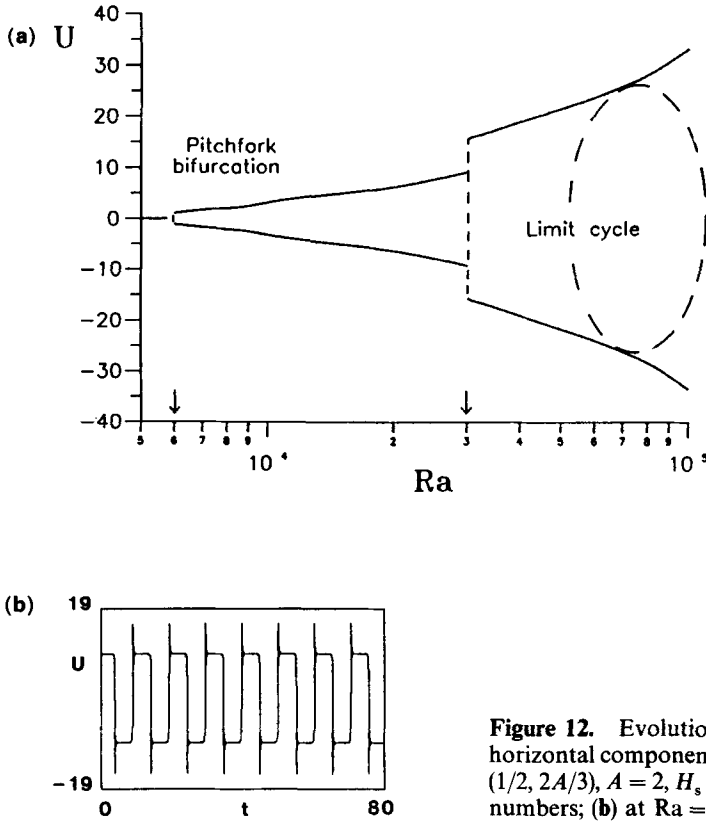 (a) U
40
30
20
10
0
-10
-20
-30
-40
Pitchfork
bifurcation
Limit cycle
5 6 7 8 9 10⁴ 2 3 4 5 6 7 8 9 10⁵
Ra
(b) 19
U
-19
0 t 80
Figure 12. Evolutio
horizontal component
(1/2, 2A/3), A = 2, Hₛ
numbers; (b) at Ra =